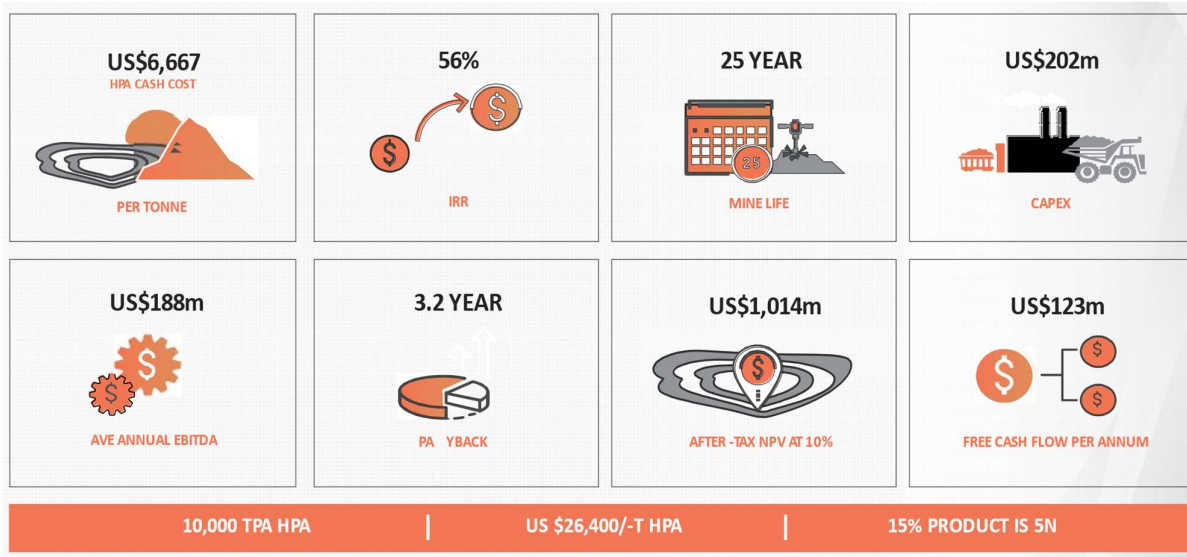 US$6,667
HPA CASH COST
PER TONNE
56%
IRR
25 YEAR
25
MINE LIFE
US$202m
CAPEX
US$188m
AVE ANNUAL EBITDA
3.2 YEAR
PA YBACK
US$1,014m
AFTER -TAX NPV AT 10%
US$123m
FREE CASH FLOW PER ANNUM
10,000 TPA HPA | US $26,400/-T HPA | 15% PRODUCT IS 5N